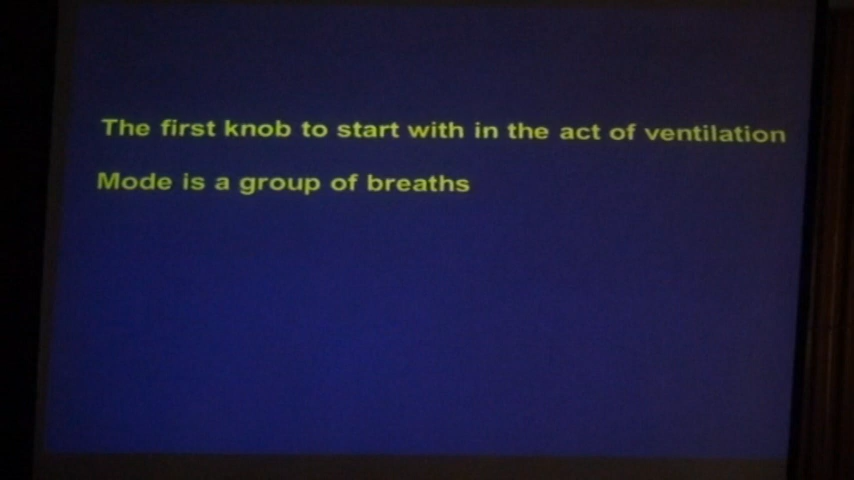 The first knob to start with in the act of ventilation
Mode is a group of breaths